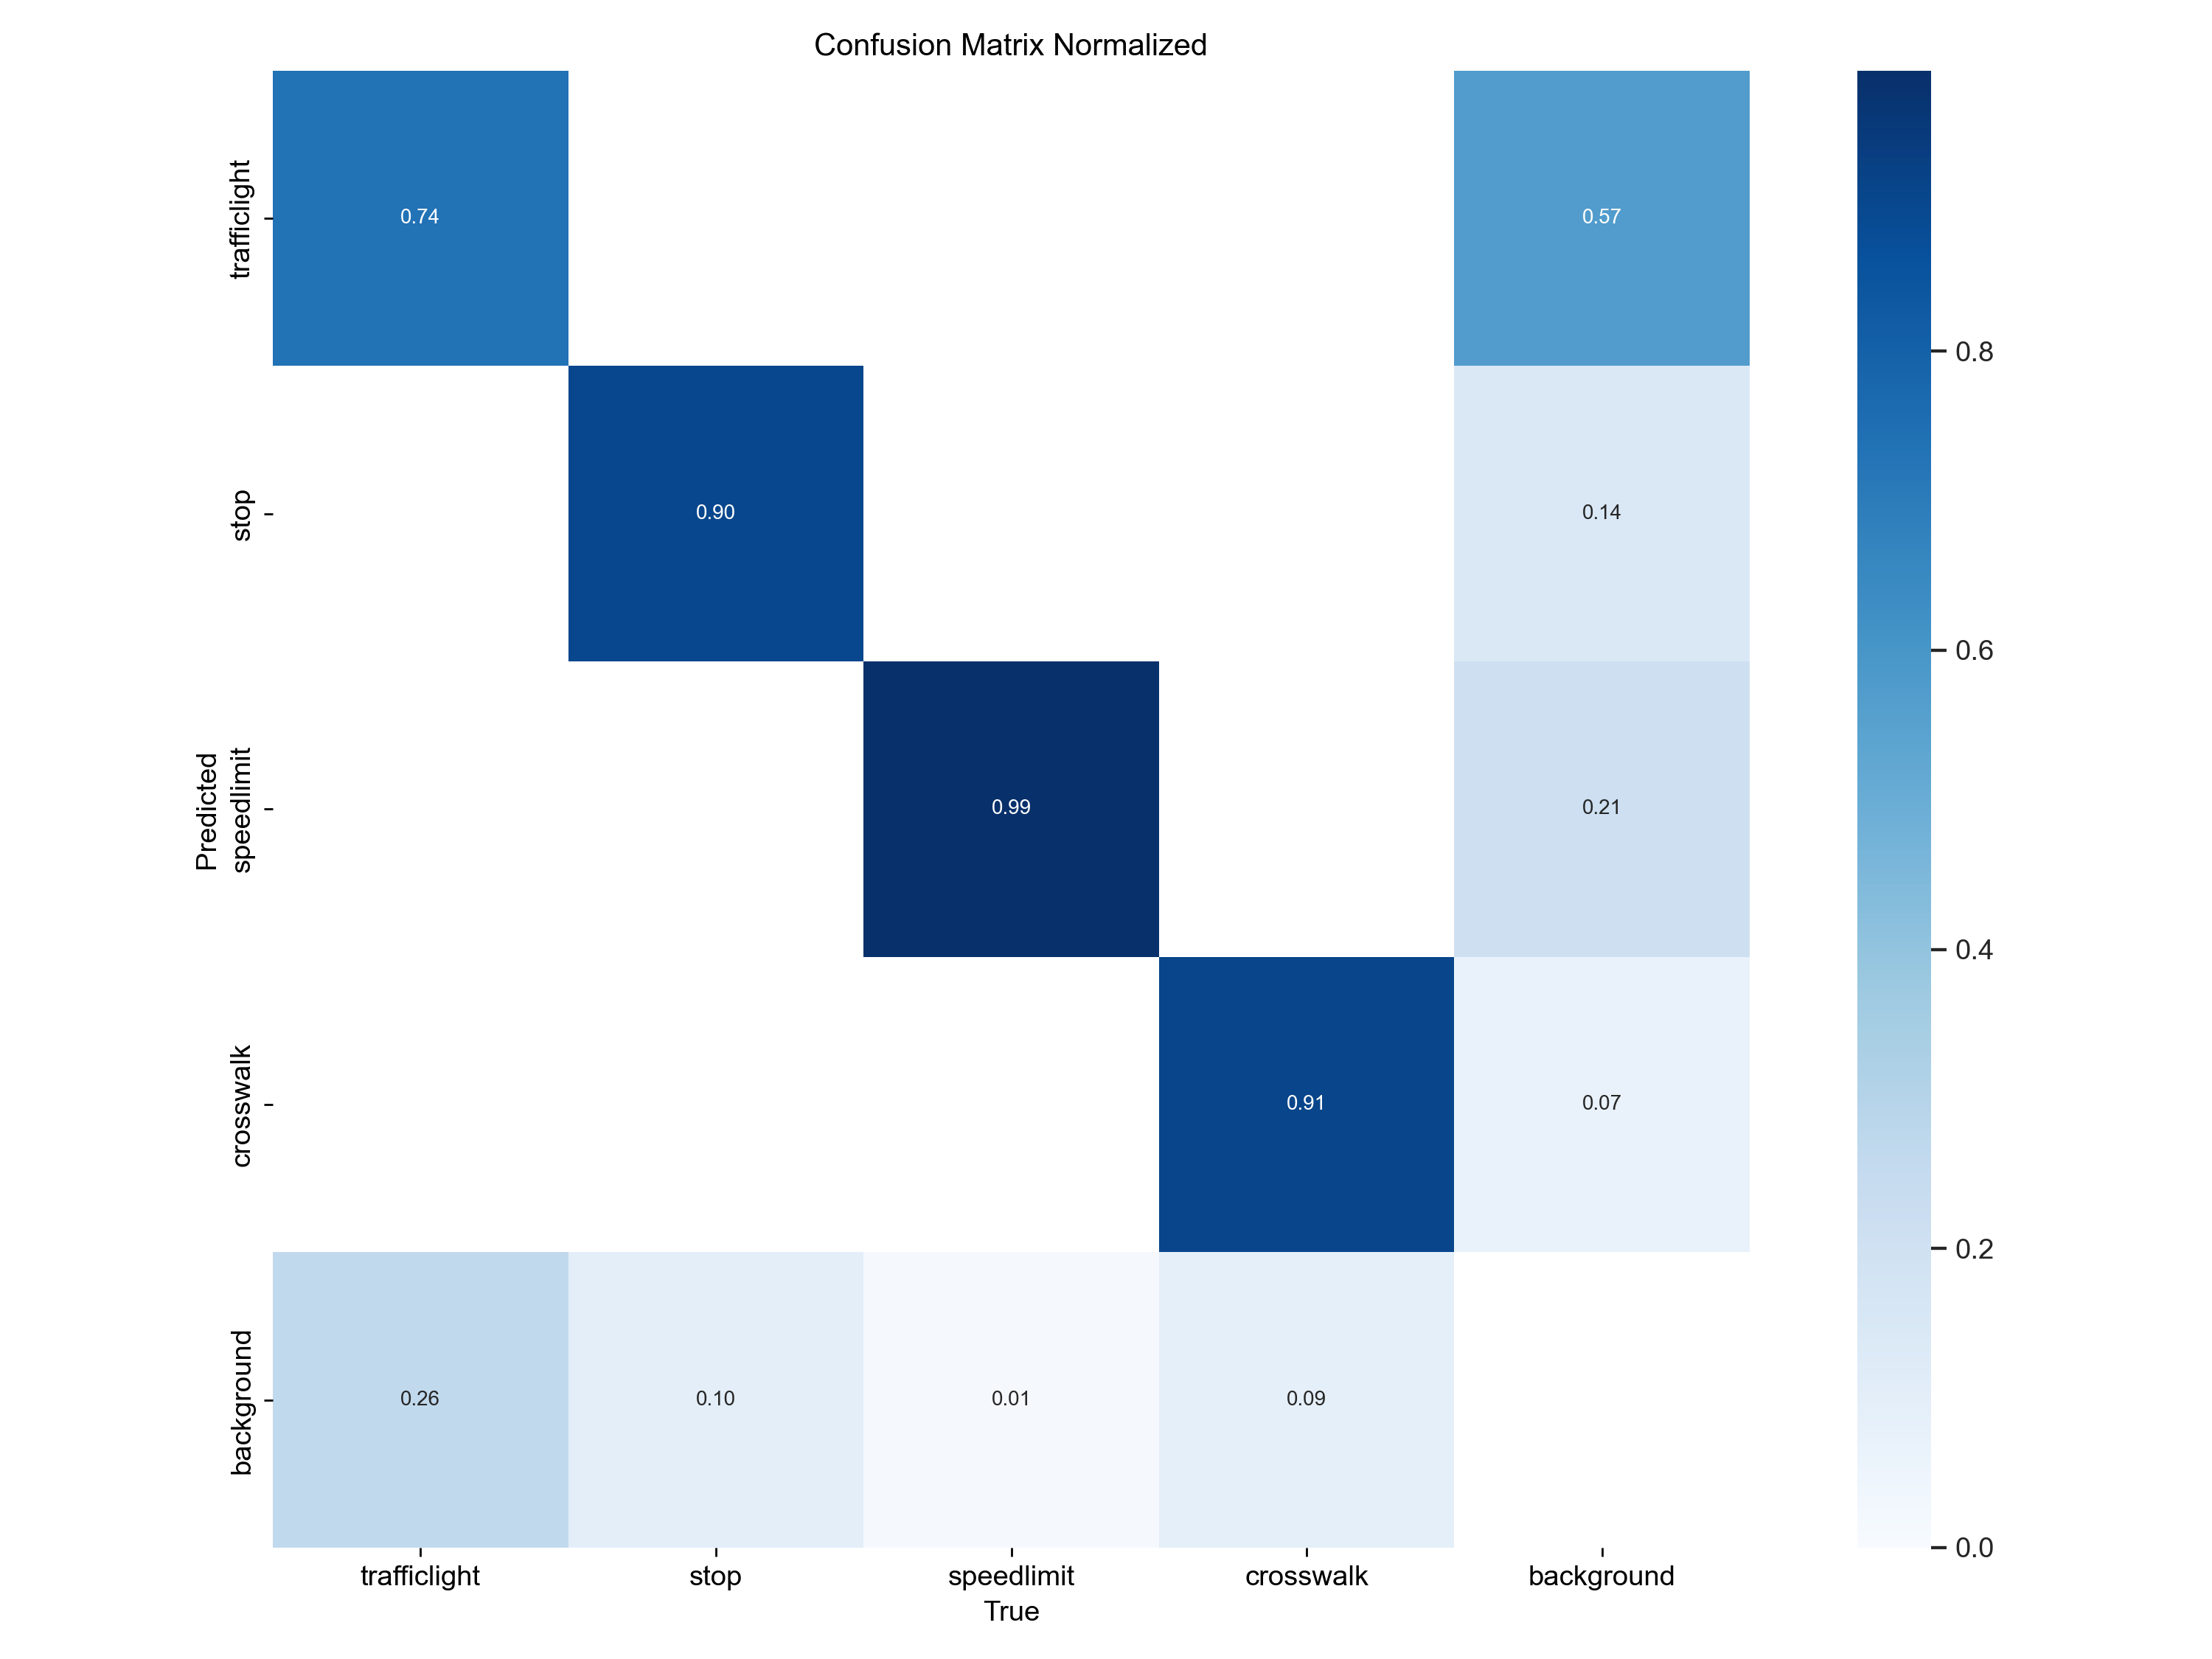 Confusion Matrix Normalized
trafficlight
0.74
0.57
stop
0.90
0.14
Predicted
speedlimit
0.99
0.21
crosswalk
0.91
0.07
background
0.26
0.10
0.01
0.09
trafficlight
stop
speedlimit
crosswalk
background
True
0.8
0.6
0.4
0.2
0.0